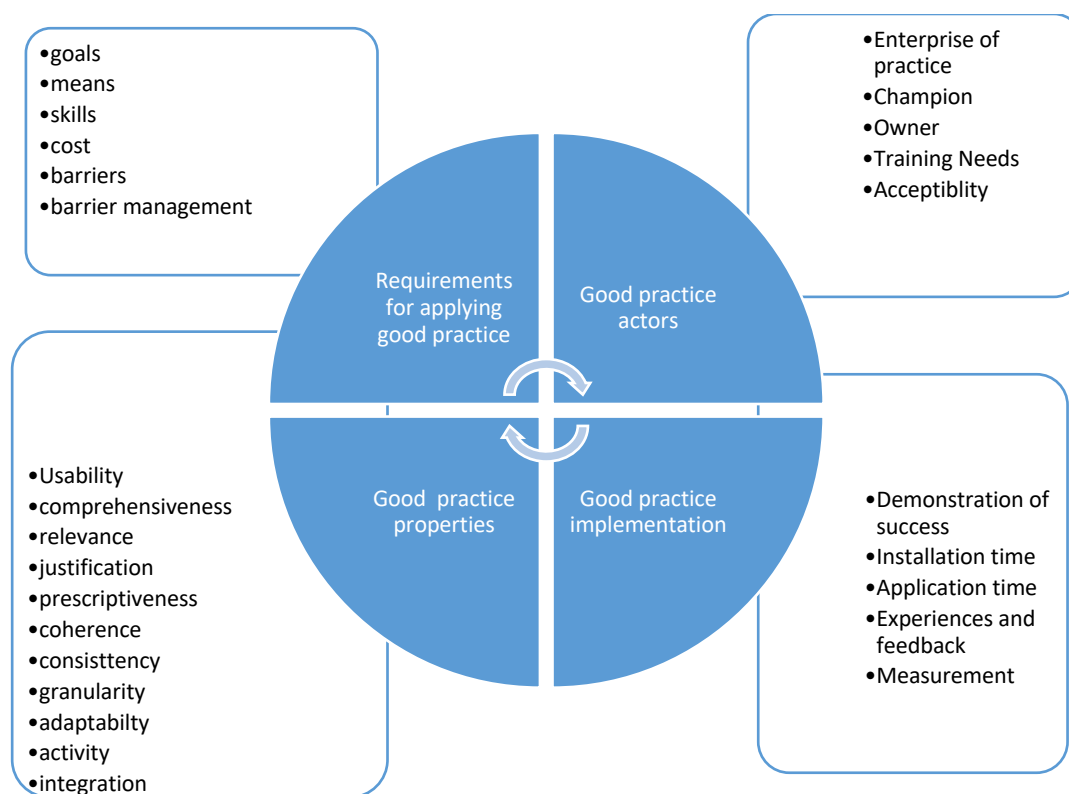 •goals
•means
•skills
•cost
•barriers
•barrier management
•Enterprise of
practice
•Champion
•Owner
•Training Needs
•Acceptiblity
Requirements
for applying
good practice
Good practice
actors
Good  practice
properties
Good practice
implementation
•Usability
•comprehensiveness
•relevance
•justification
•prescriptiveness
•coherence
•consisttency
•granularity
•adaptabilty
•activity
•integration
•Demonstration of
success
•Installation time
•Application time
•Experiences and
feedback
•Measurement